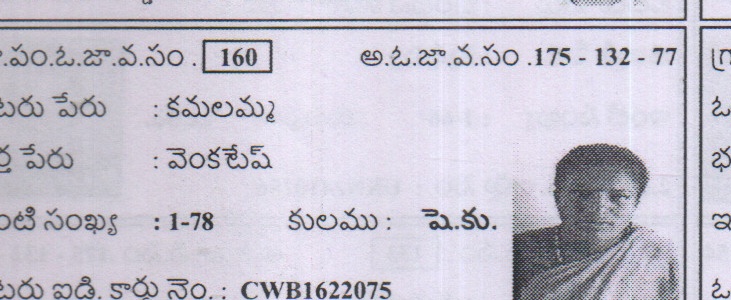 .పం.ఓ.జా.వ.సం . 160 అ.ఓ.జా.వ.సం .175 - 132 - 77
టరు పేరు : కమలమ్మ
ర్త పేరు : వెంకటేష్
ంటి సంఖ్య : 1-78 కులము : షె.కు.
టరు ఐడి. కార్డు నెం. : CWB1622075